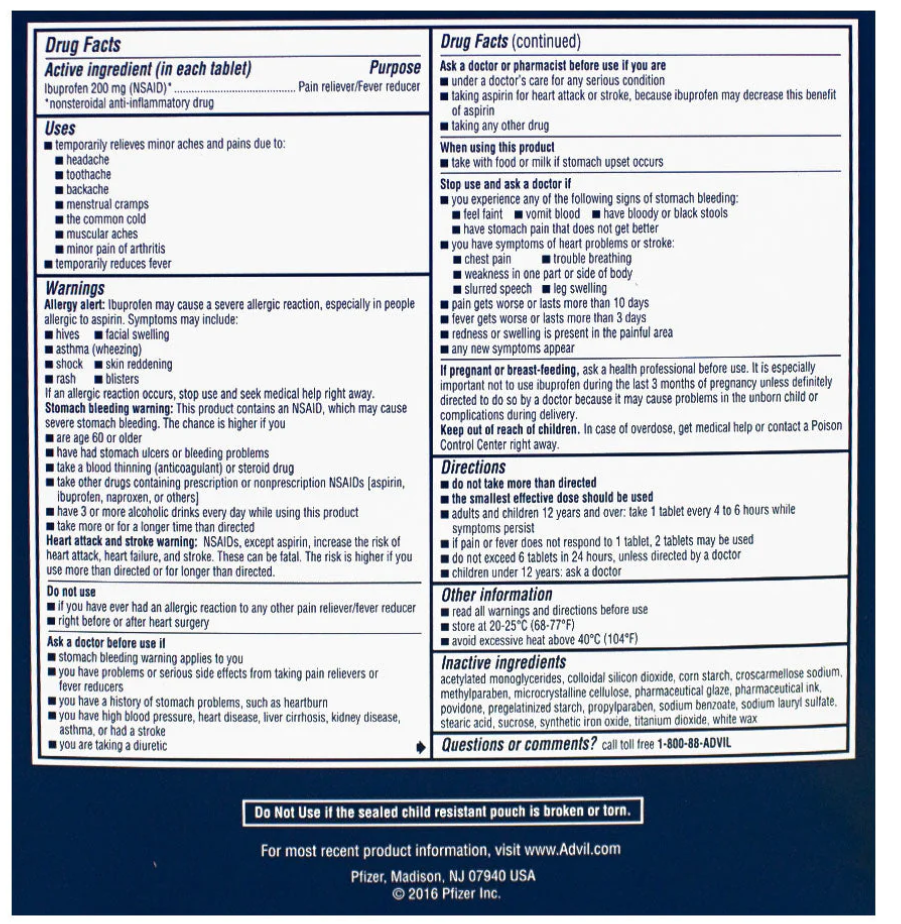 Drug Facts
Active ingredient (in each tablet) Purpose
Ibuprofen 200 mg (NSAID)* ........................................ Pain reliever/Fever reducer
*nonsteroidal anti-inflammatory drug
Uses
■ temporarily relieves minor aches and pains due to:
■ headache
■ toothache
■ backache
■ menstrual cramps
■ the common cold
■ muscular aches
■ minor pain of arthritis
■ temporarily reduces fever
Warnings
Allergy alert: Ibuprofen may cause a severe allergic reaction, especially in people
allergic to aspirin. Symptoms may include:
■ hives ■ facial swelling
■ asthma (wheezing)
■ shock ■ skin reddening
■ rash ■ blisters
If an allergic reaction occurs, stop use and seek medical help right away.
Stomach bleeding warning: This product contains an NSAID, which may cause
severe stomach bleeding. The chance is higher if you
■ are age 60 or older
■ have had stomach ulcers or bleeding problems
■ take a blood thinning (anticoagulant) or steroid drug
■ take other drugs containing prescription or nonprescription NSAIDs [aspirin,
ibuprofen, naproxen, or others]
■ have 3 or more alcoholic drinks every day while using this product
■ take more or for a longer time than directed
Heart attack and stroke warning: NSAIDs, except aspirin, increase the risk of
heart attack, heart failure, and stroke. These can be fatal. The risk is higher if you
use more than directed or for longer than directed.
Do not use
■ if you have ever had an allergic reaction to any other pain reliever/fever reducer
■ right before or after heart surgery
Ask a doctor before use if
■ stomach bleeding warning applies to you
■ you have problems or serious side effects from taking pain relievers or
fever reducers
■ you have a history of stomach problems, such as heartburn
■ you have high blood pressure, heart disease, liver cirrhosis, kidney disease,
asthma, or had a stroke
■ you are taking a diuretic
Drug Facts (continued)
Ask a doctor or pharmacist before use if you are
■ under a doctor's care for any serious condition
■ taking aspirin for heart attack or stroke, because ibuprofen may decrease this benefit
of aspirin
■ taking any other drug
When using this product
■ take with food or milk if stomach upset occurs
Stop use and ask a doctor if
■ you experience any of the following signs of stomach bleeding:
■ feel faint ■ vomit blood ■ have bloody or black stools
■ have stomach pain that does not get better
■ you have symptoms of heart problems or stroke:
■ chest pain ■ trouble breathing
■ weakness in one part or side of body
■ slurred speech ■ leg swelling
■ pain gets worse or lasts more than 10 days
■ fever gets worse or lasts more than 3 days
■ redness or swelling is present in the painful area
■ any new symptoms appear
If pregnant or breast-feeding, ask a health professional before use. It is especially
important not to use ibuprofen during the last 3 months of pregnancy unless definitely
directed to do so by a doctor because it may cause problems in the unborn child or
complications during delivery.
Keep out of reach of children. In case of overdose, get medical help or contact a Poison
Control Center right away.
Directions
■ do not take more than directed
■ the smallest effective dose should be used
■ adults and children 12 years and over: take 1 tablet every 4 to 6 hours while
symptoms persist
■ if pain or fever does not respond to 1 tablet, 2 tablets may be used
■ do not exceed 6 tablets in 24 hours, unless directed by a doctor
■ children under 12 years: ask a doctor
Other information
■ read all warnings and directions before use
■ store at 20-25°C (68-77°F)
■ avoid excessive heat above 40°C (104°F)
Inactive ingredients
acetylated monoglycerides, colloidal silicon dioxide, corn starch, croscarmellose sodium,
methylparaben, microcrystalline cellulose, pharmaceutical glaze, pharmaceutical ink,
povidone, pregelatinized starch, propylparaben, sodium benzoate, sodium lauryl sulfate,
stearic acid, sucrose, synthetic iron oxide, titanium dioxide, white wax
Questions or comments? call toll free 1-800-88-ADVIL
Do Not Use if the sealed child resistant pouch is broken or torn.
For most recent product information, visit www.Advil.com
Pfizer, Madison, NJ 07940 USA
© 2016 Pfizer Inc.